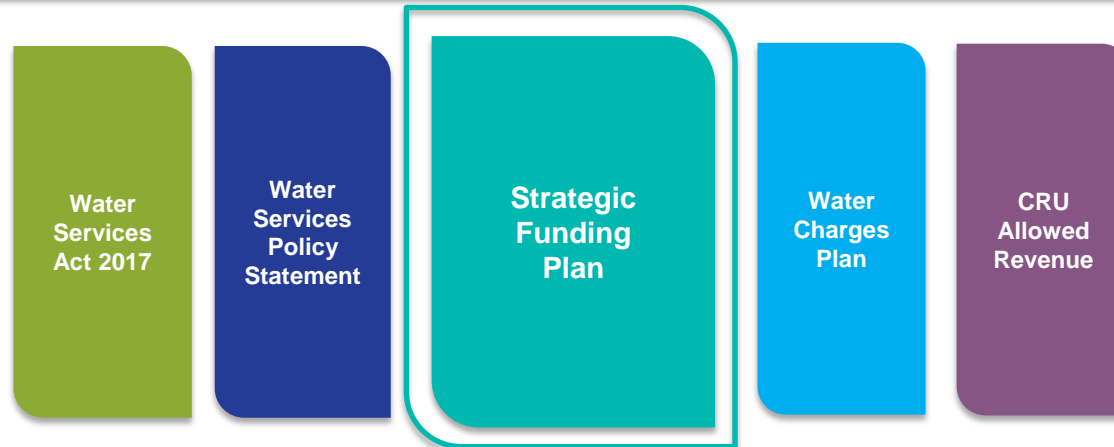 Water
Services
Act 2017
Water
Services
Policy
Statement
Strategic
Funding
Plan
Water
Charges
Plan
CRU
Allowed
Revenue